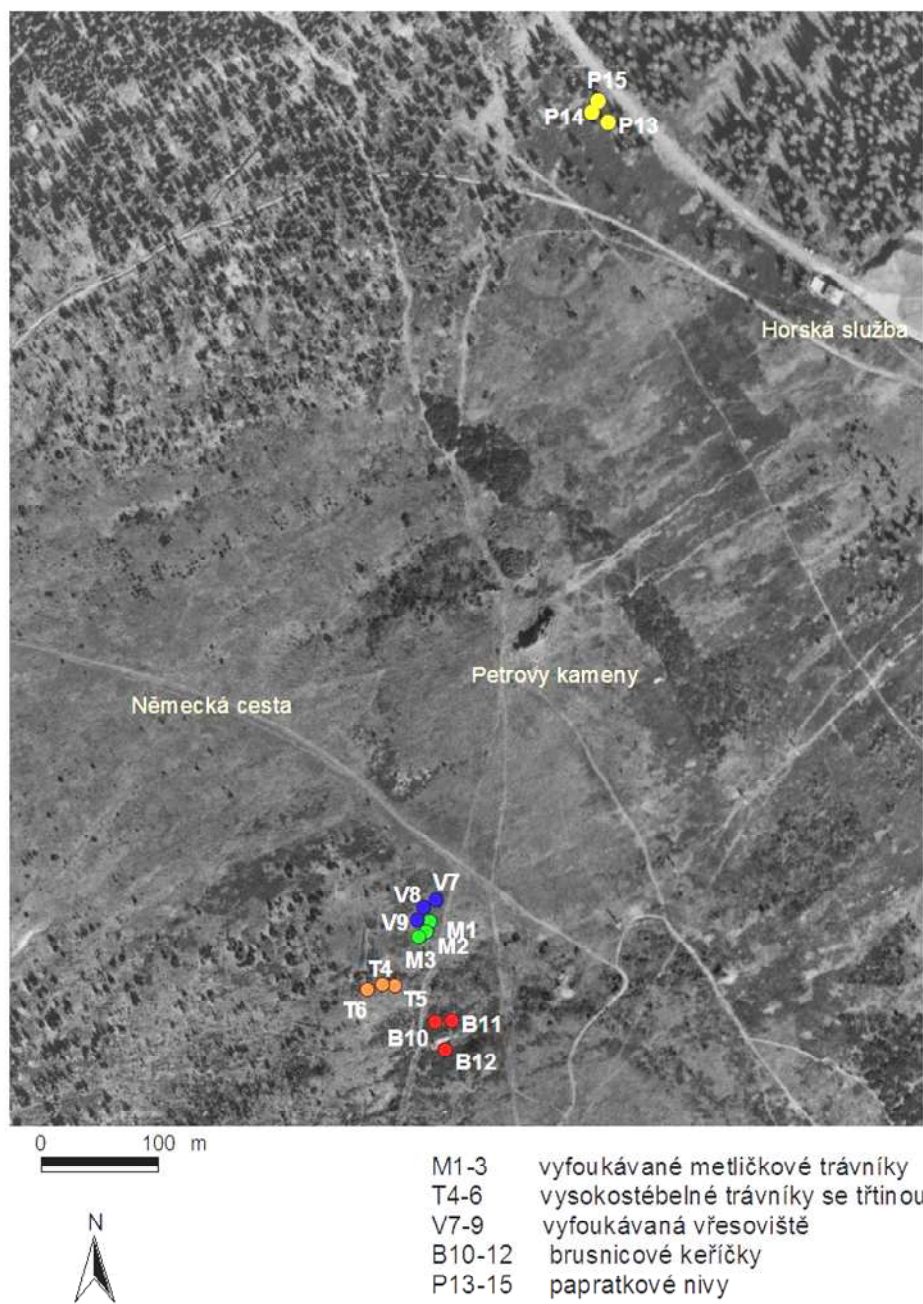 P15
P14
P13
Horská služba
Petrovy kameny
Německá cesta
V7
V8
V9
M1
M2
M3
T4
T5
T6
B11
B10
B12
0 100 m
N
M1-3 vyfoukávané metličkové trávníky
T4-6 vysokostébelné trávníky se třtinou
V7-9 vyfoukávaná vřesoviště
B10-12 brusnicové keříčky
P13-15 papratkové nivy